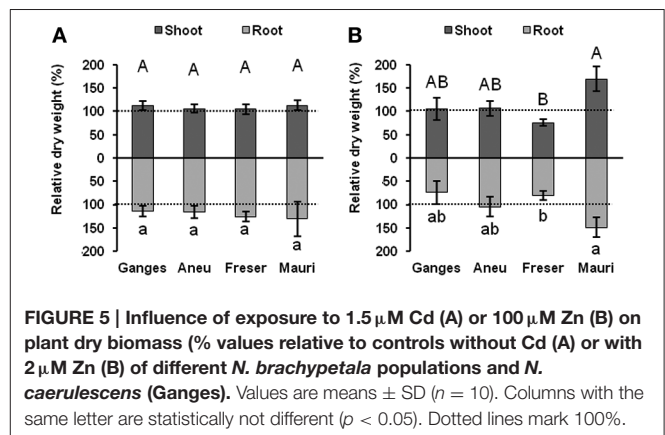 A
■Shoot ■Root
B
■Shoot ■Root
Relative dry weight (%)
200
150
100
50
0
50
100
150
200
A A A A
a a a a
Ganges Aneu Freser Mauri
Relative dry weight (%)
200
150
100
50
0
50
100
150
200
AB AB B A
ab ab b a
Ganges Aneu Freser Mauri
FIGURE 5 | Influence of exposure to 1.5 μM Cd (A) or 100 μM Zn (B) on
plant dry biomass (% values relative to controls without Cd (A) or with
2 μM Zn (B) of different N. brachypetala populations and N.
caerulescens (Ganges). Values are means ± SD (n = 10). Columns with the
same letter are statistically not different (p < 0.05). Dotted lines mark 100%.